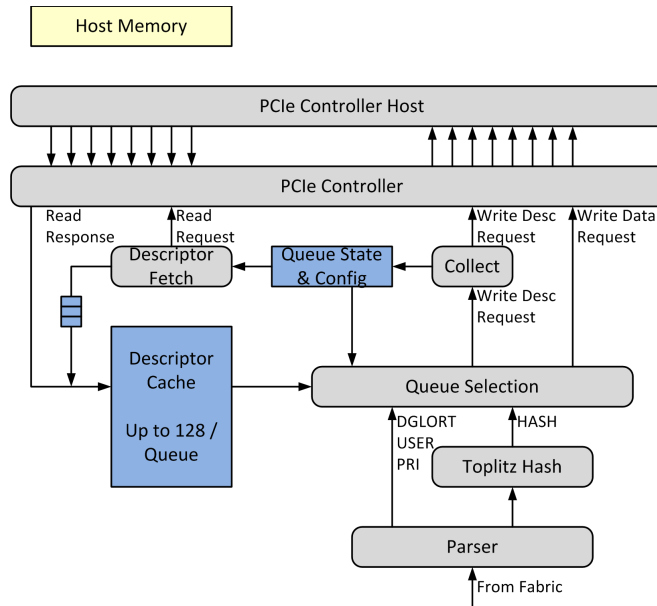 Host Memory
PCIe Controller Host
PCIe Controller
Read
Response
Read
Request
Write Desc
Request
Write Data
Request
Descriptor
Fetch
Queue State
& Config
Collect
Write Desc
Request
Descriptor
Cache
Up to 128 /
Queue
Queue Selection
DGLORT
USER
PRI
HASH
Toplitz Hash
Parser
From Fabric